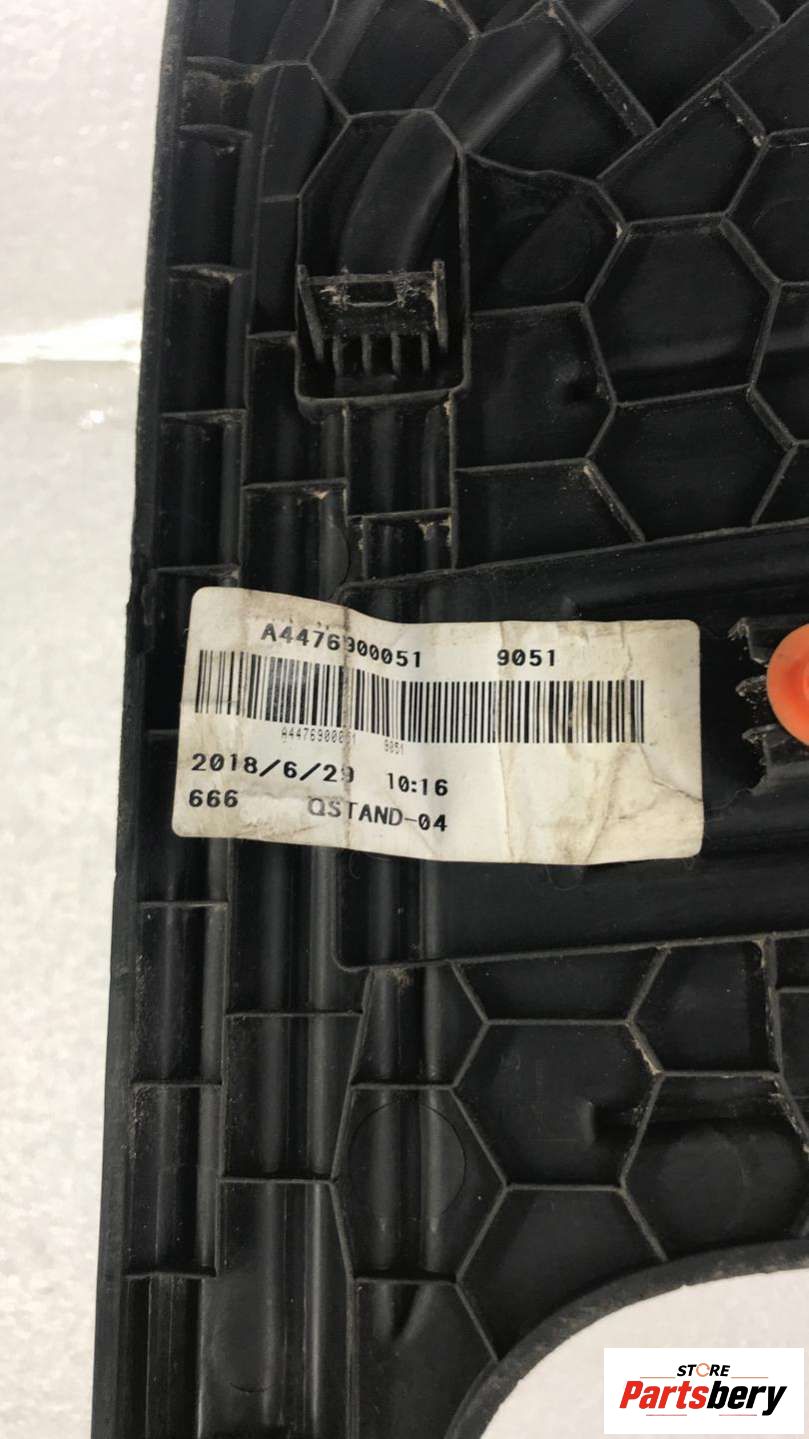 A4476900051 9051
A4476900051 9051
2018/6/29 10:16
666 QSTAND-04
STORE
Partsbery